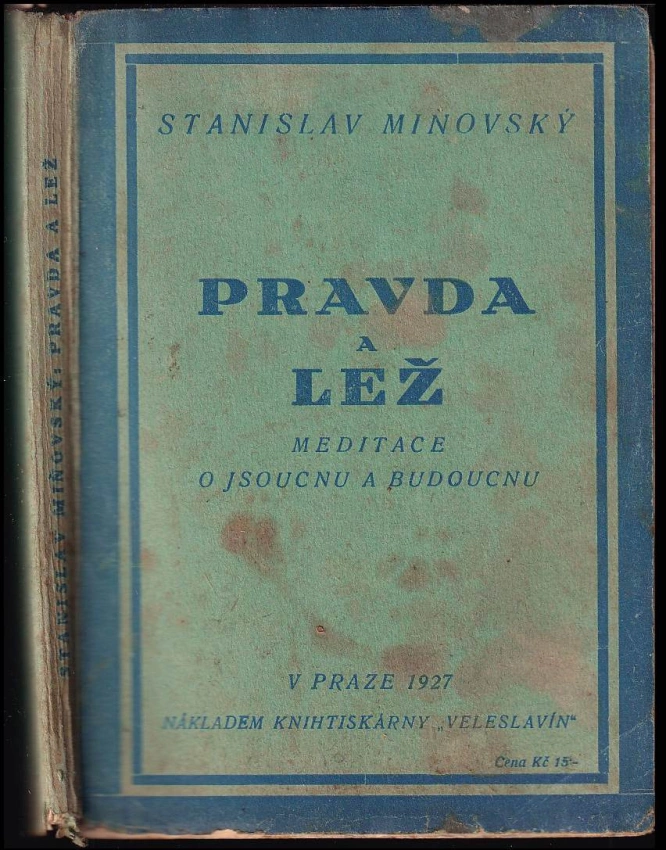 STANISLAV MIŇOVSKÝ: PRAVDA A LEŽ
STANISLAV MIŇOVSKÝ
PRAVDA
A
LEŽ
MEDITACE
O JSOUCNU A BUDOUCNU
V PRAZE 1927
NÁKLADEM KNIHTISKÁRNY „VELESLAVÍN“
Cena Kč 15·–